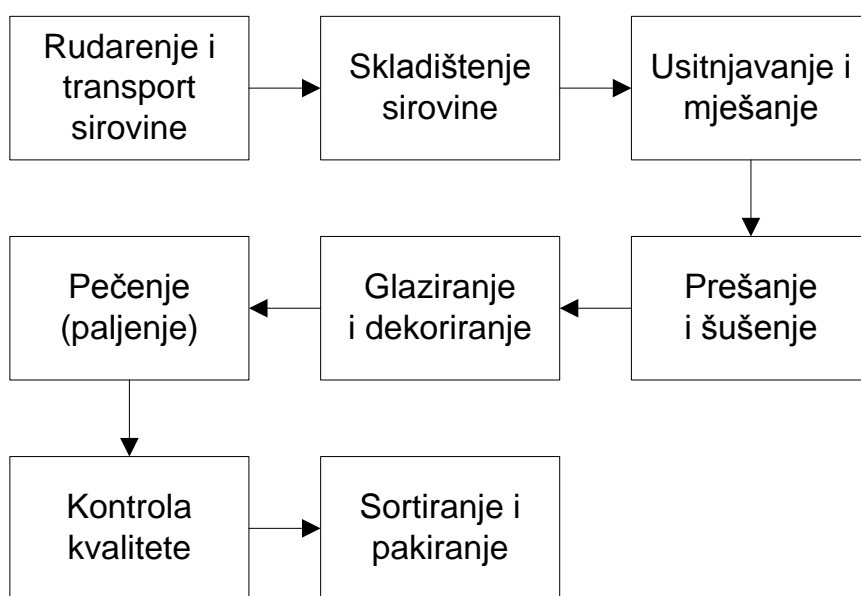 Rudarenje i
transport
sirovine
Skladištenje
sirovine
Usitnjavanje i
mješanje
Prešanje
i šušenje
Glaziranje
i dekoriranje
Pečenje
(paljenje)
Kontrola
kvalitete
Sortiranje i
pakiranje